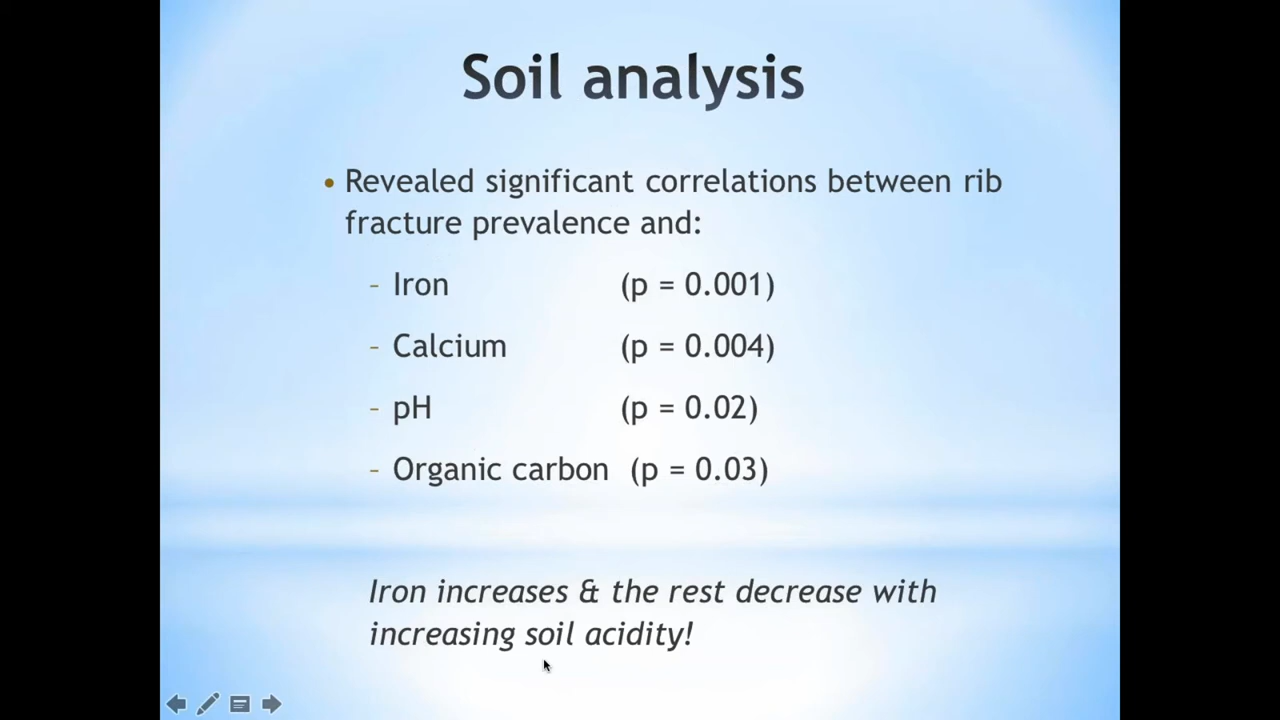 Soil analysis
• Revealed significant correlations between rib
fracture prevalence and:
– Iron (p = 0.001)
– Calcium (p = 0.004)
– pH (p = 0.02)
– Organic carbon (p = 0.03)
Iron increases & the rest decrease with
increasing soil acidity!